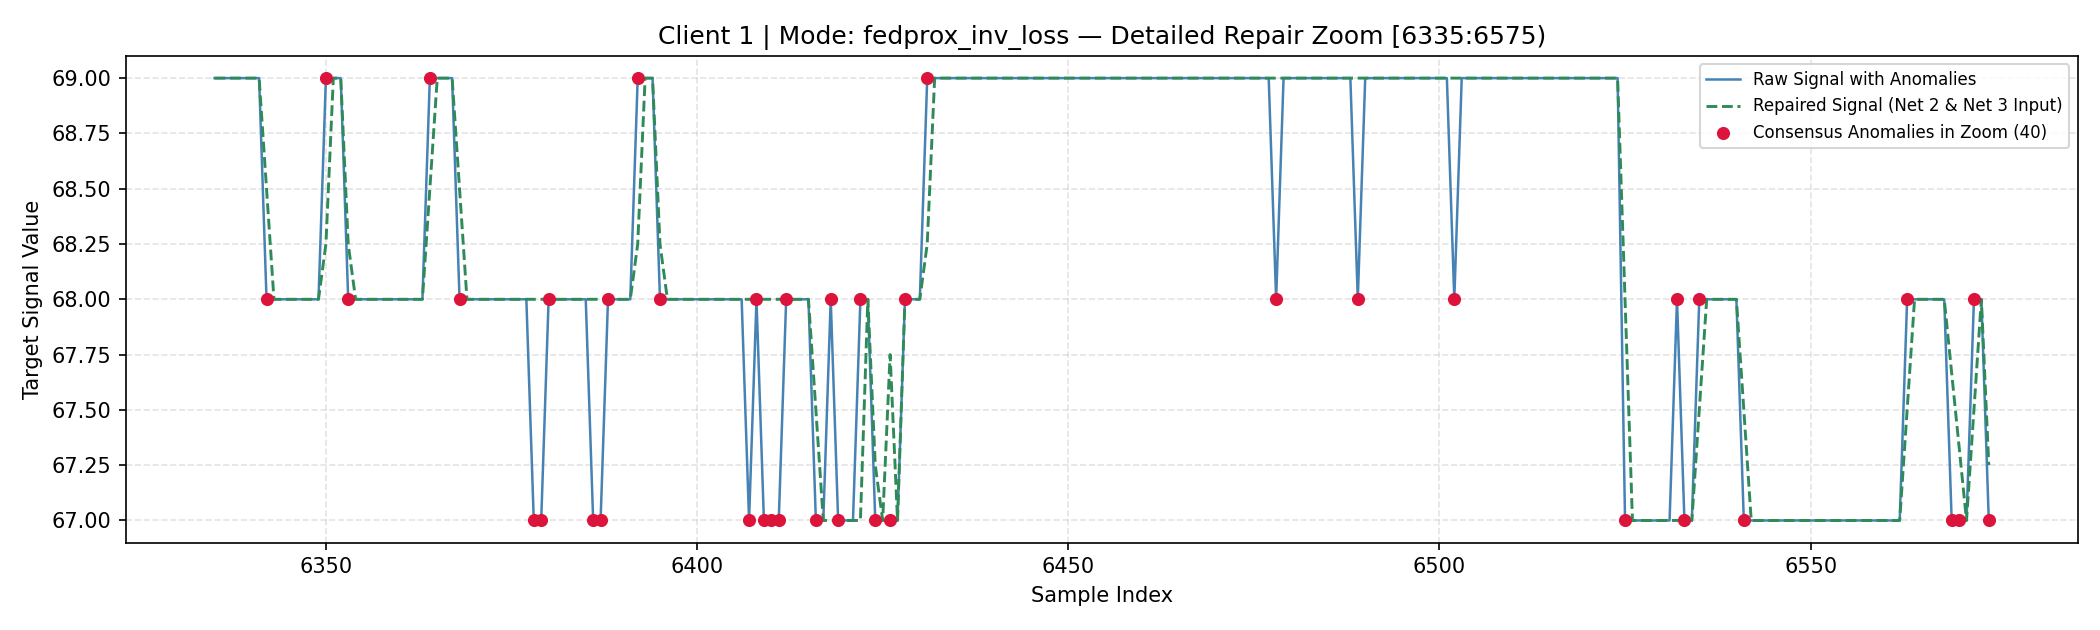 Client 1 | Mode: fedprox_inv_loss — Detailed Repair Zoom [6335:6575)
Target Signal Value
69.00
68.75
68.50
68.25
68.00
67.75
67.50
67.25
67.00
Raw Signal with Anomalies
Repaired Signal (Net 2 & Net 3 Input)
Consensus Anomalies in Zoom (40)
6350
6400
6450
6500
6550
Sample Index